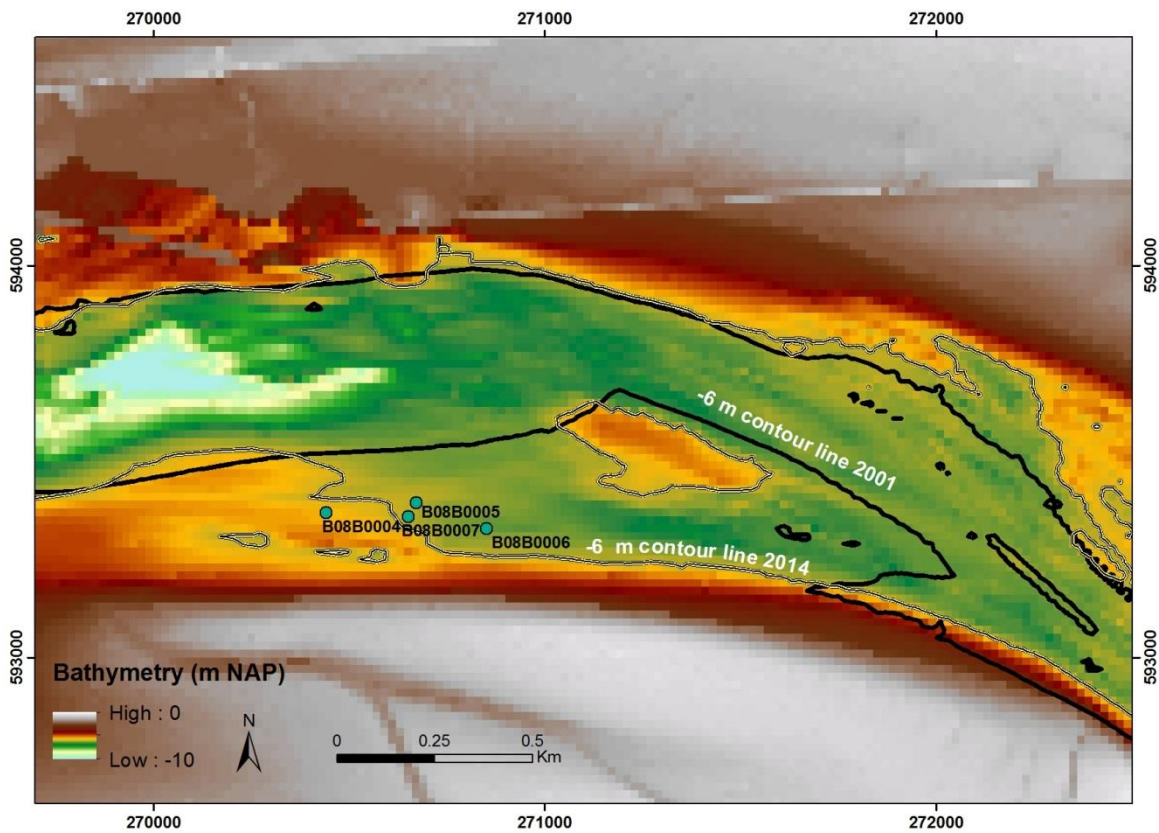 270000 271000 272000
594000 594000
-6 m contour line 2001
B08B0005
B08B0004 B08B0007
B08B0006
-6 m contour line 2014
593000 593000
Bathymetry (m NAP)
High : 0
Low : -10
N
0 0.25 0.5
Km
270000 271000 272000